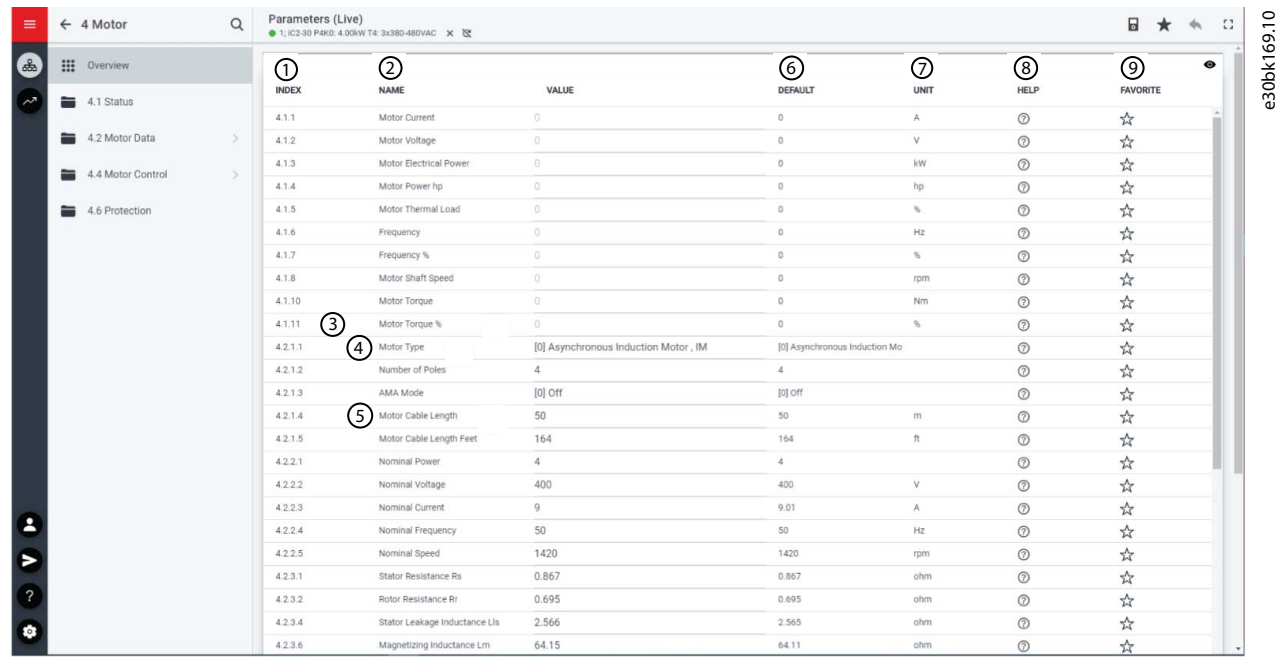 4 Motor
Parameters (Live)
1; iC2-30 P4K0: 4.00kW T4: 3x380-480VAC
Overview
4.1 Status
4.2 Motor Data
4.4 Motor Control
4.6 Protection
1 2 6 7 8 9
INDEX NAME VALUE DEFAULT UNIT HELP FAVORITE
4.1.1 Motor Current 0 0 A ?
4.1.2 Motor Voltage 0 0 V ?
4.1.3 Motor Electrical Power 0 0 kW ?
4.1.4 Motor Power hp 0 0 hp ?
4.1.5 Motor Thermal Load 0 0 % ?
4.1.6 Frequency 0 0 Hz ?
4.1.7 Frequency % 0 0 % ?
4.1.8 Motor Shaft Speed 0 0 rpm ?
4.1.10 Motor Torque 0 0 Nm ?
4.1.11 3 Motor Torque % 0 0 % ?
4.2.1.1 4 Motor Type [0] Asynchronous Induction Motor , IM [0] Asynchronous Induction Mo ?
4.2.1.2 Number of Poles 4 4 ?
4.2.1.3 AMA Mode [0] Off [0] Off ?
4.2.1.4 5 Motor Cable Length 50 50 m ?
4.2.1.5 Motor Cable Length Feet 164 164 ft ?
4.2.2.1 Nominal Power 4 4 ?
4.2.2.2 Nominal Voltage 400 400 V ?
4.2.2.3 Nominal Current 9 9.01 A ?
4.2.2.4 Nominal Frequency 50 50 Hz ?
4.2.2.5 Nominal Speed 1420 1420 rpm ?
4.2.3.1 Stator Resistance Rs 0.867 0.867 ohm ?
4.2.3.2 Rotor Resistance Rr 0.695 0.695 ohm ?
4.2.3.4 Stator Leakage Inductance Lls 2.566 2.565 ohm ?
4.2.3.6 Magnetizing Inductance Lm 64.15 64.11 ohm ?
?
e30bk169.10